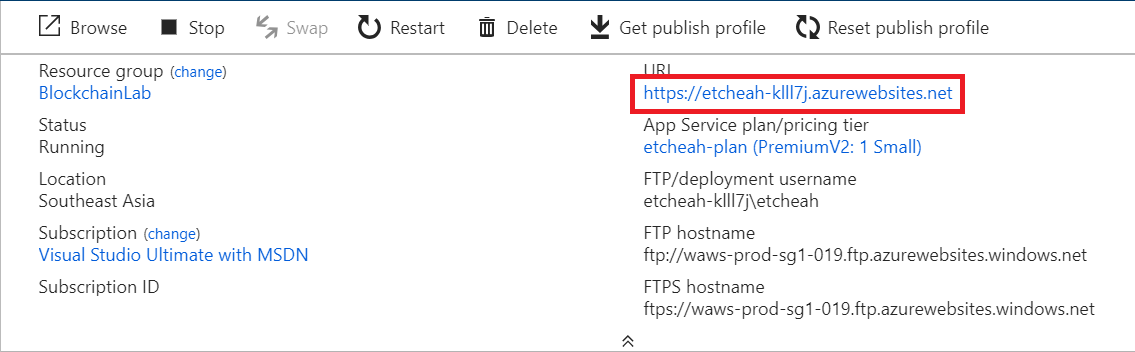 Browse Stop Swap Restart Delete Get publish profile Reset publish profile
Resource group (change)
BlockchainLab
Status
Running
Location
Southeast Asia
Subscription (change)
Visual Studio Ultimate with MSDN
Subscription ID
URL
https://etcheah-klll7j.azurewebsites.net
App Service plan/pricing tier
etcheah-plan (PremiumV2: 1 Small)
FTP/deployment username
etcheah-klll7j\etcheah
FTP hostname
ftp://waws-prod-sg1-019.ftp.azurewebsites.windows.net
FTPS hostname
ftps://waws-prod-sg1-019.ftp.azurewebsites.windows.net